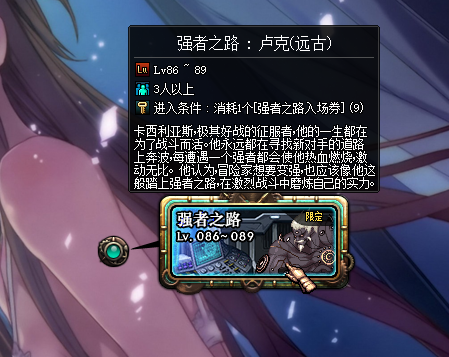 强者之路 : 卢克(远古)
Lv Lv86 ~ 89
3人以上
进入条件 : 消耗1个[强者之路入场券] (9)
卡西利亚斯,极其好战的征服者,他的一生都在
为了战斗而活。他永远都在寻找新对手的道路
上奔波,每遭遇一个强者都会使他热血燃烧,激
动无比。他认为,冒险家想要变强,也应该像他这
般踏上强者之路,在激烈战斗中磨炼自己的实力。
强者之路
限定
Lv. 086~089